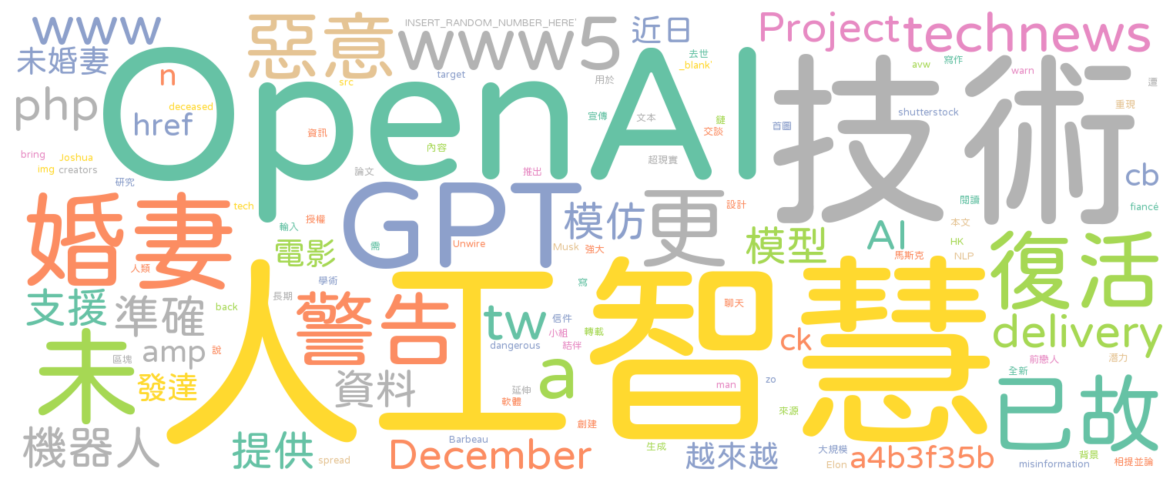 www
惡意
INSERT_RANDOM_NUMBER_HERE'
www5
近日
去世
_blank'
Project
technews
未婚妻
OpenAI
target
src
用於
avw
寫作
warn
還
php
n
deceased
href
資訊
宣傳
文本
鏈
交談
首圖
技術
shutterstock
重現
內容
超現實
bring
Joshua
img
creators
研究
論文
推出
婚妻
tech
GPT
模仿
更
設計
cb
閱讀
fiancé
輸入
授權
電影
需
Unwire
Musk
強大
模型
AI
馬斯克
本文
HK
NLP
復活
人類
學術
寫
支援
準確
back
長期
警告
tw
信件
小組
轉載
結伴
dangerous
人工智慧
聊天
ck
delivery
未
區塊
說
amp
資料
a
延伸
軟體
man
zo
前戀人
潛力
全新
發達
創建
來源
已故
機器人
提供
spread
Barbeau
December
生成
越來越
大規模
Elon
a4b3f35b
misinformation
背景
相提並論